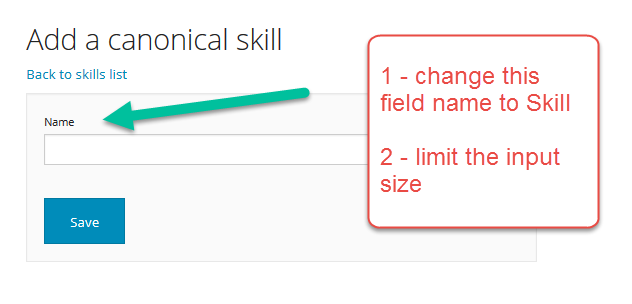 Add a canonical skill
Back to skills list
Name
Save
1 - change this
field name to Skill
2 - limit the input
size